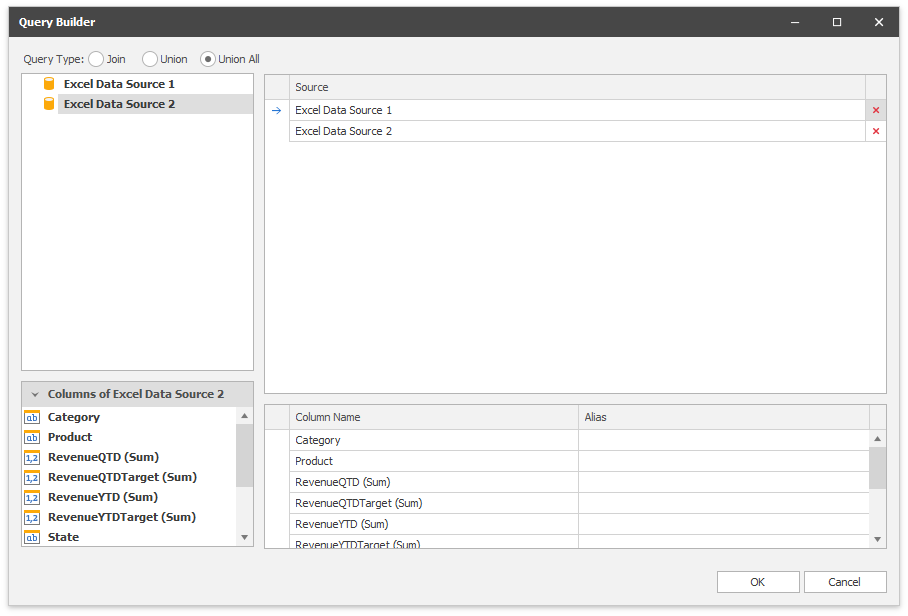 Query Builder
Query Type: Join Union Union All
Excel Data Source 1
Excel Data Source 2
Source
Excel Data Source 1
Excel Data Source 2
Columns of Excel Data Source 2
ab Category
ab Product
1,2 RevenueQTD (Sum)
1,2 RevenueQTDTarget (Sum)
1,2 RevenueYTD (Sum)
1,2 RevenueYTDTarget (Sum)
ab State
Column Name Alias
Category
Product
RevenueQTD (Sum)
RevenueQTDTarget (Sum)
RevenueYTD (Sum)
RevenueYTDTarget (Sum)
OK Cancel